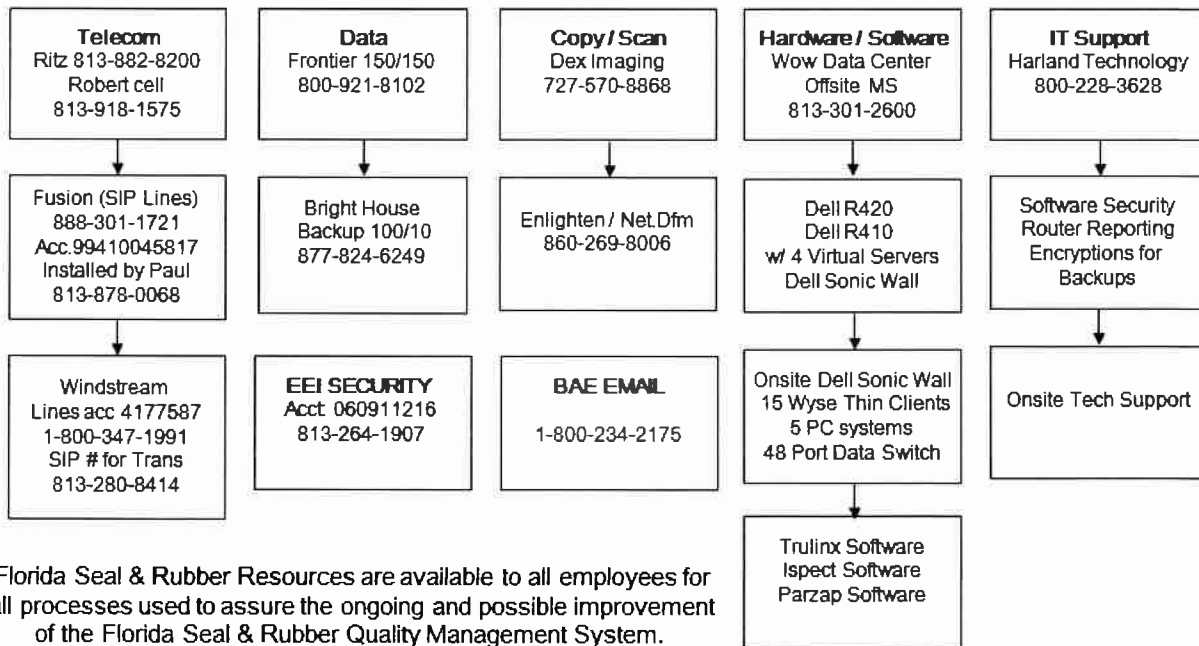 Telecom
Ritz 813-882-8200
Robert cell
813-918-1575
Fusion (SIP Lines)
888-301-1721
Acc.99410045817
Installed by Paul
813-878-0068
Windstream
Lines acc 4177587
1-800-347-1991
SIP # for Trans
813-280-8414
Data
Frontier 150/150
800-921-8102
Bright House
Backup 100/10
877-824-6249
EEI SECURITY
Acct 060911216
813-264-1907
Copy / Scan
Dex Imaging
727-570-8868
Enlighten / Net.Dfm
860-269-8006
BAE EMAIL
1-800-234-2175
Hardware / Software
Wow Data Center
Offsite MS
813-301-2600
Dell R420
Dell R410
w/ 4 Virtual Servers
Dell Sonic Wall
Onsite Dell Sonic Wall
15 Wyse Thin Clients
5 PC systems
48 Port Data Switch
Trulinx Software
Ispect Software
Parzap Software
IT Support
Harland Technology
800-228-3628
Software Security
Router Reporting
Encryptions for
Backups
Onsite Tech Support
Florida Seal & Rubber Resources are available to all employees for
all processes used to assure the ongoing and possible improvement
of the Florida Seal & Rubber Quality Management System.